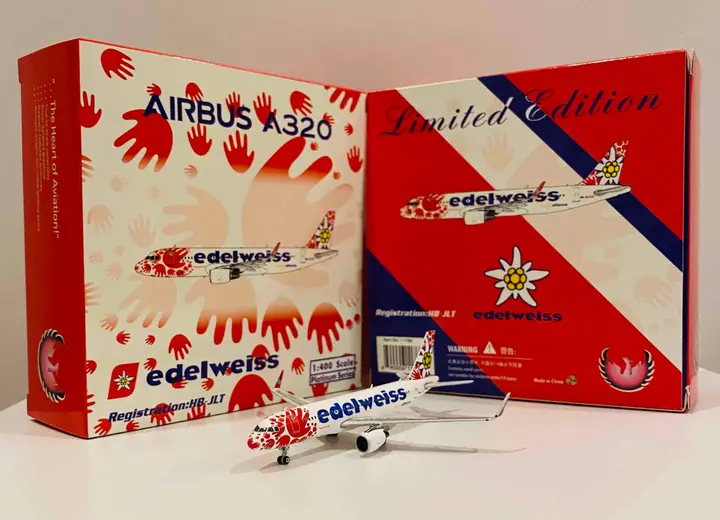 "...The Heart of Aviation!"
AIRBUS A320
edelweiss
edelweiss
1:400 Scale
Platinum Series
Registration:HB-JLT
Limited Edition
edelweiss
edelweiss
Registration:HB-JLT
WARNING
警告:
Made in China
edelweiss